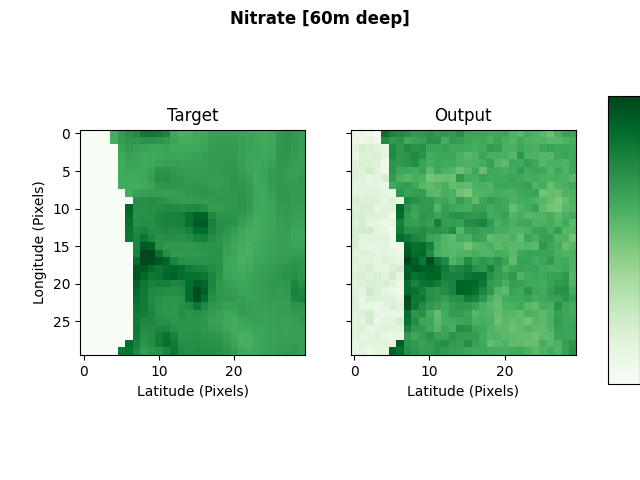 Nitrate [60m deep]
Target
Output
0
5
10
15
20
25
Longitude (Pixels)
0 10 20
0 10 20
Latitude (Pixels)
Latitude (Pixels)